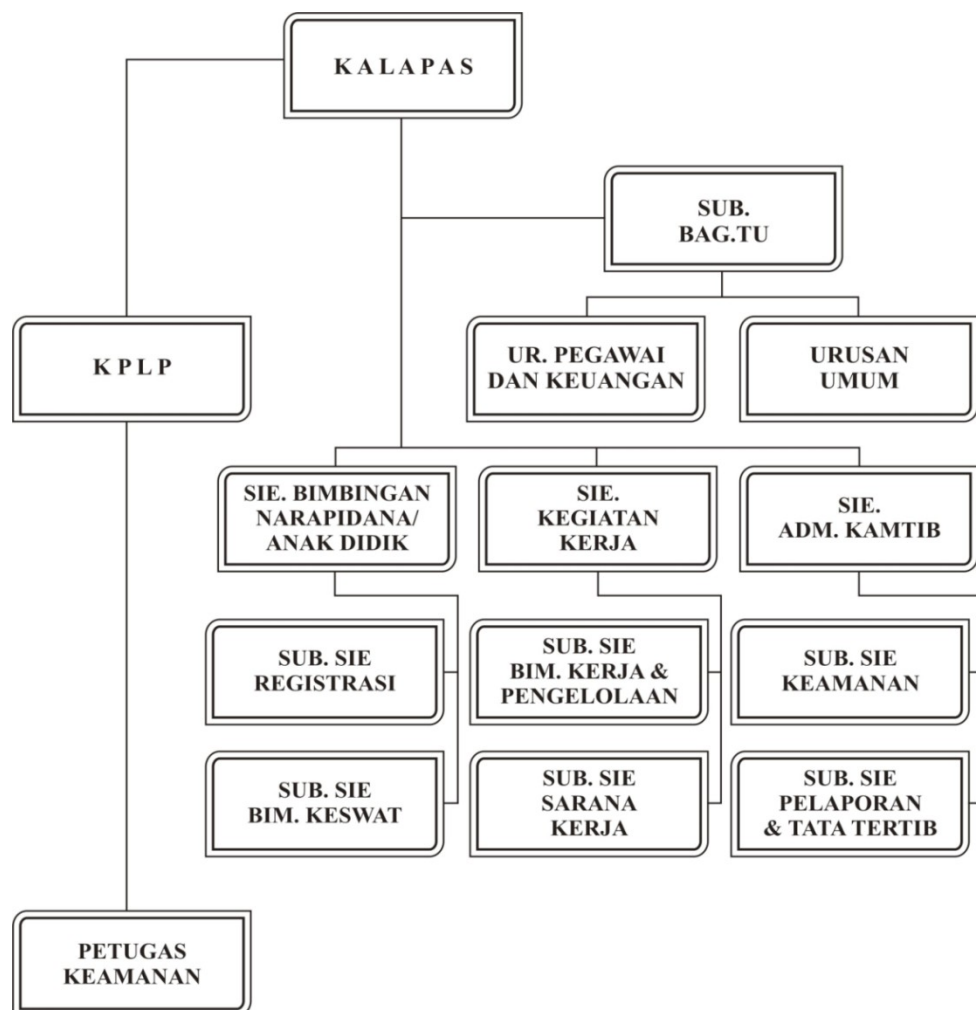 K A L A P A S
SUB.
BAG.TU
K P L P
UR. PEGAWAI
DAN KEUANGAN
URUSAN
UMUM
SIE. BIMBINGAN
NARAPIDANA/
ANAK DIDIK
SIE.
KEGIATAN
KERJA
SIE.
ADM. KAMTIB
SUB. SIE
REGISTRASI
SUB. SIE
BIM. KERJA &
PENGELOLAAN
SUB. SIE
KEAMANAN
SUB. SIE
BIM. KESWAT
SUB. SIE
SARANA
KERJA
SUB. SIE
PELAPORAN
& TATA TERTIB
PETUGAS
KEAMANAN